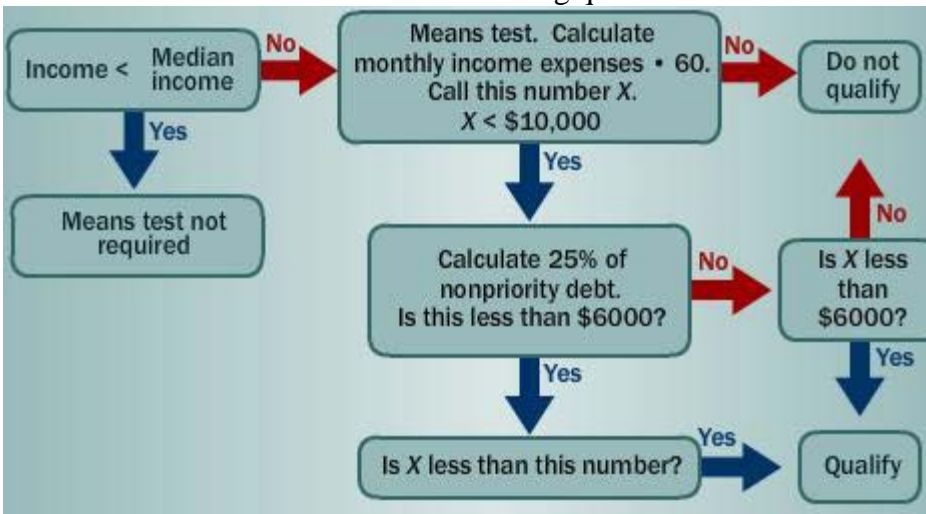 Income < Median
income
No
Means test. Calculate
monthly income expenses • 60.
Call this number X.
X < $10,000
No
Do not
qualify
Yes
Means test not
required
Yes
Calculate 25% of
nonpriority debt.
Is this less than $6000?
No
Is X less
than
$6000?
No
Yes
Yes
Is X less than this number?
Yes
Qualify